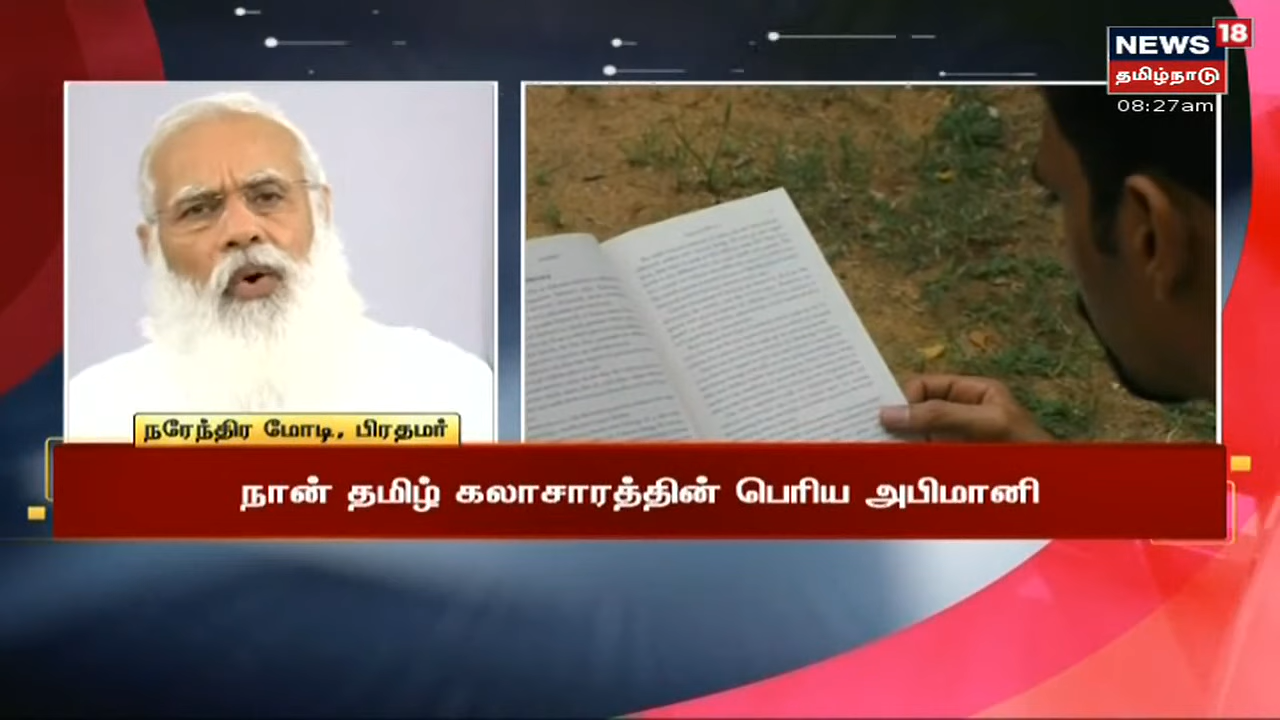 NEWS 18
தமிழ்நாடு
08:27am
நரேந்திர மோடி, பிரதமர்
நான் தமிழ் கலாசாரத்தின் பெரிய அபிமானி